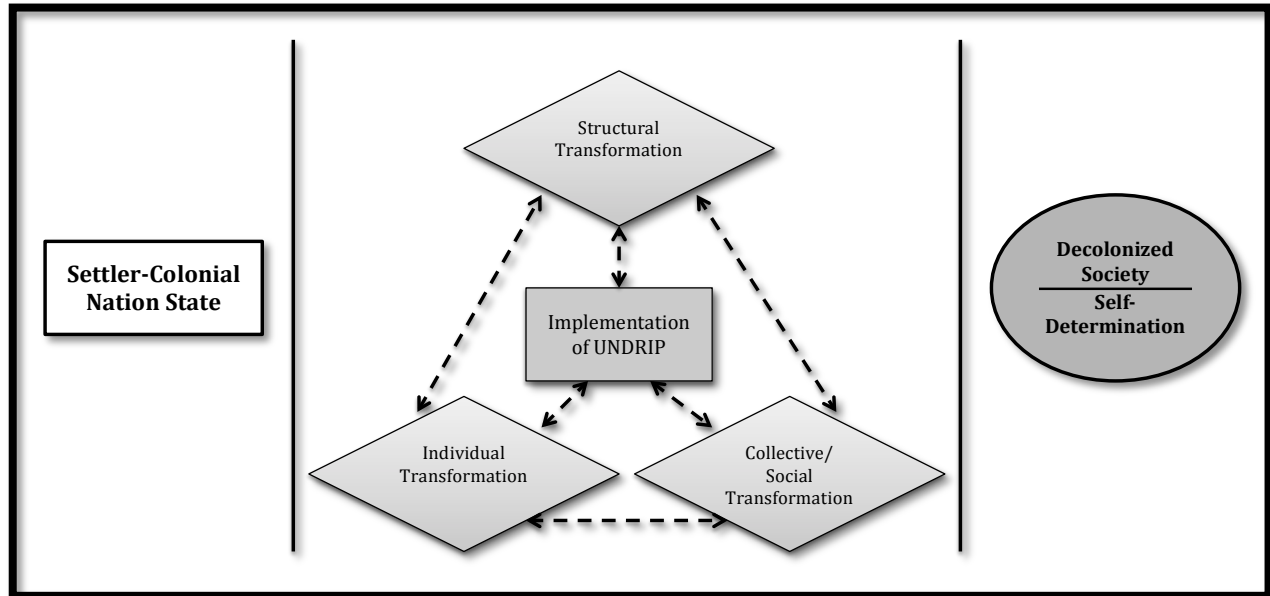 Settler-Colonial
Nation State
Structural
Transformation
Implementation
of UNDRIP
Individual
Transformation
Collective/
Social
Transformation
Decolonized
Society
Self-
Determination